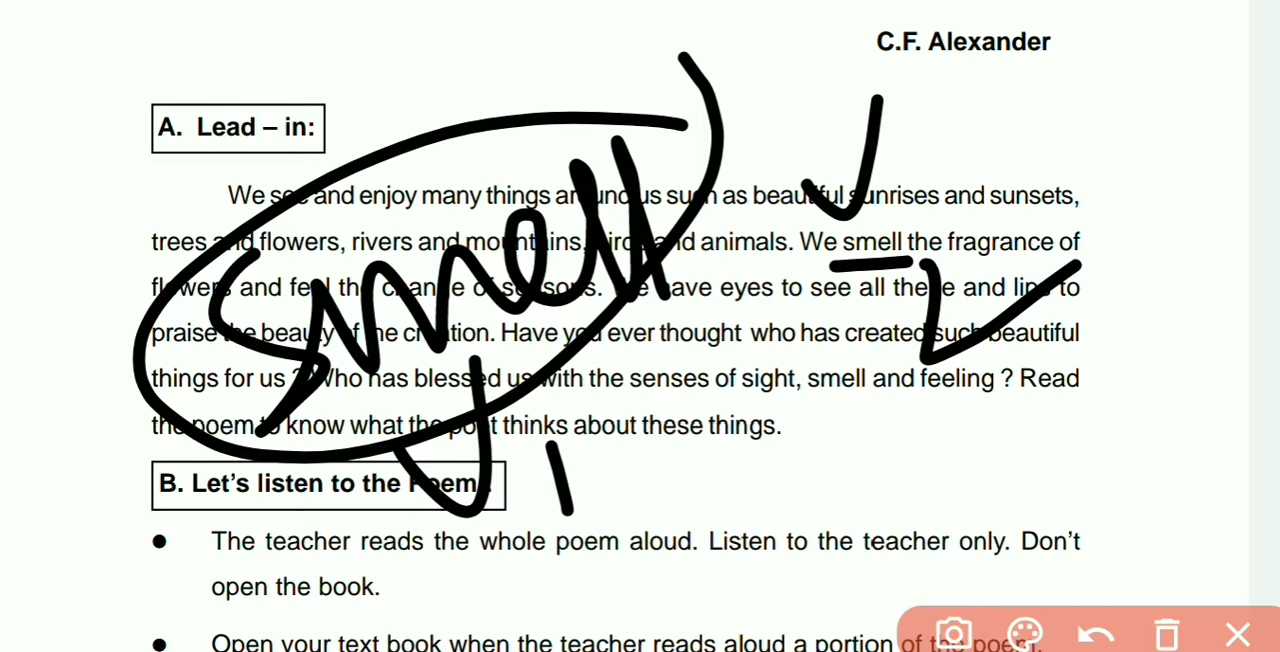 C.F. Alexander
A. Lead – in:
We see and enjoy many things around us such as beautiful sunrises and sunsets,
trees and flowers, rivers and mountains, birds and animals. We smell the fragrance of
flowers and feel the change of seasons. We have eyes to see all these and lips to
praise the beauty of the creation. Have you ever thought who has created such beautiful
things for us ? Who has blessed us with the senses of sight, smell and feeling ? Read
the poem to know what the poet thinks about these things.
smell
B. Let's listen to the Poem
● The teacher reads the whole poem aloud. Listen to the teacher only. Don't
open the book.
● Open your text book when the teacher reads aloud a portion of the poem.